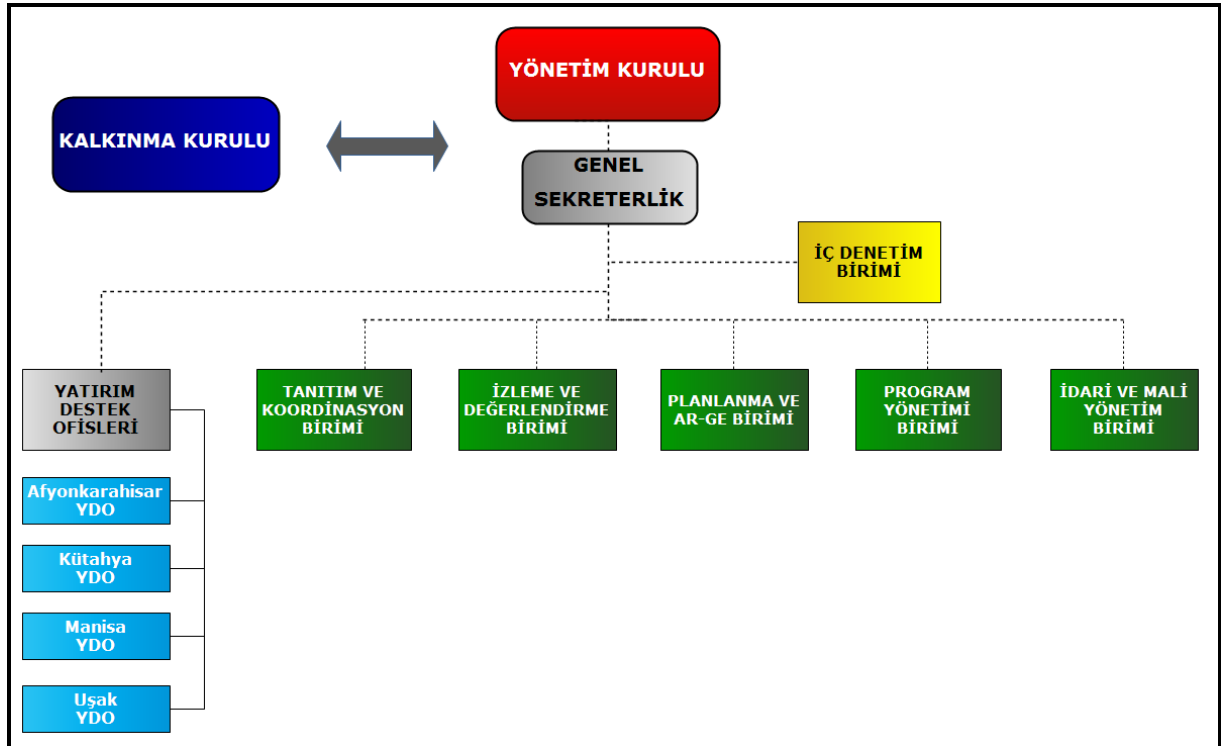 YÖNETİM KURULU
KALKINMA KURULU
GENEL
SEKRETERLİK
İÇ DENETİM
BİRİMİ
YATIRIM
DESTEK
OFİSLERİ
TANITIM VE
KOORDİNASYON
BİRİMİ
İZLEME VE
DEĞERLENDİRME
BİRİMİ
PLANLANMA VE
AR-GE BİRİMİ
PROGRAM
YÖNETİMİ
BİRİMİ
İDARİ VE MALİ
YÖNETİM
BİRİMİ
Afyonkarahisar
YDO
Kütahya
YDO
Manisa
YDO
Uşak
YDO